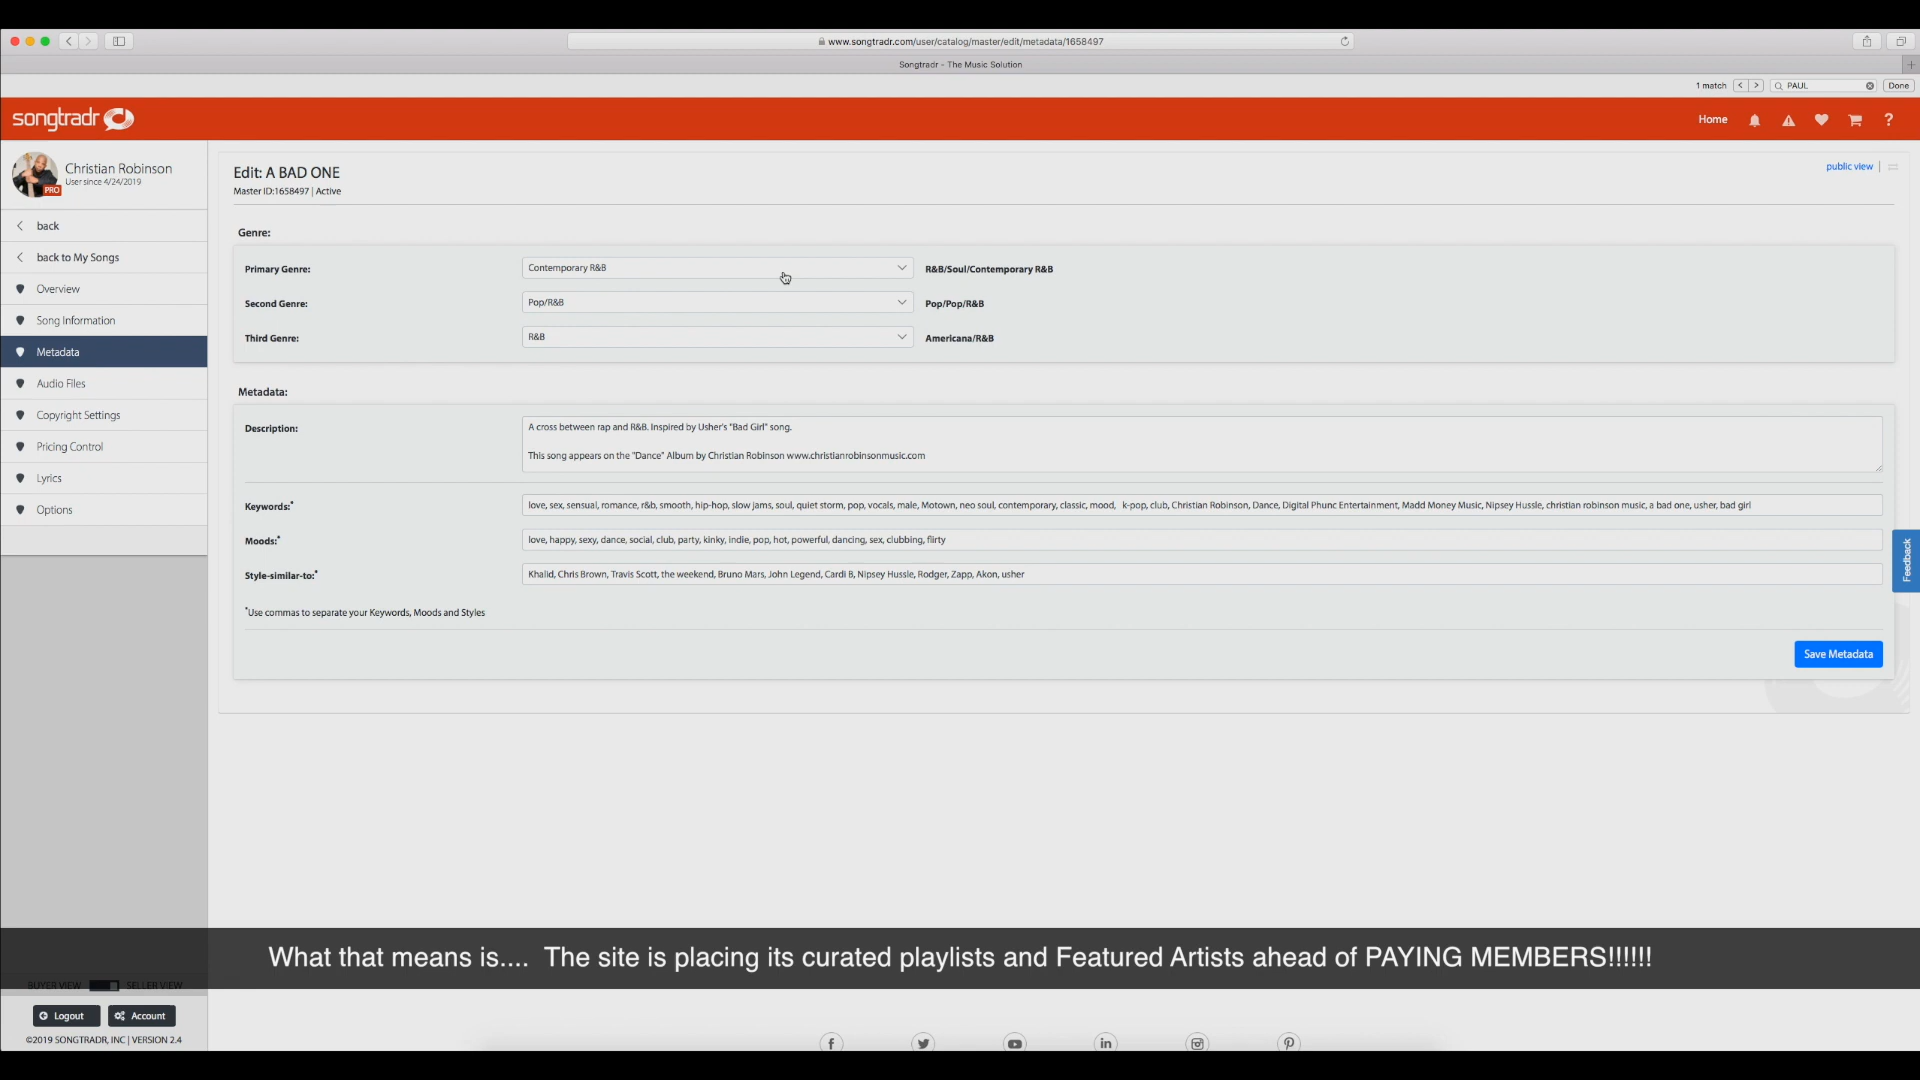 www.songtradr.com/user/catalog/master/edit/metadata/1658497
Songtradr - The Music Solution
1 match
PAUL
Done
songtradr
Home
?
Christian Robinson
User since 4/24/2019
PRO
back
back to My Songs
Overview
Song Information
Metadata
Audio Files
Copyright Settings
Pricing Control
Lyrics
Options
Edit: A BAD ONE
Master ID:1658497 | Active
public view |
Genre:
Primary Genre: Contemporary R&B R&B/Soul/Contemporary R&B
Second Genre: Pop/R&B Pop/Pop/R&B
Third Genre: R&B Americana/R&B
Metadata:
Description: A cross between rap and R&B. Inspired by Usher's "Bad Girl" song.
This song appears on the "Dance" Album by Christian Robinson www.christianrobinsonmusic.com
Keywords:* love, sex, sensual, romance, r&b, smooth, hip-hop, slow jams, soul, quiet storm, pop, vocals, male, Motown, neo soul, contemporary, classic, mood, k-pop, club, Christian Robinson, Dance, Digital Phunc Entertainment, Madd Money Music, Nipsey Hussle, christian robinson music, a bad one, usher, bad girl
Moods:* love, happy, sexy, dance, social, club, party, kinky, indie, pop, hot, powerful, dancing, sex, clubbing, flirty
Style-similar-to:* Khalid, Chris Brown, Travis Scott, the weekend, Bruno Mars, John Legend, Cardi B, Nipsey Hussle, Rodger, Zapp, Akon, usher
*Use commas to separate your Keywords, Moods and Styles
Save Metadata
Feedback
What that means is.... The site is placing its curated playlists and Featured Artists ahead of PAYING MEMBERS!!!!!!
BUYER VIEW SELLER VIEW
Logout Account
©2019 SONGTRADR, INC | VERSION 2.4